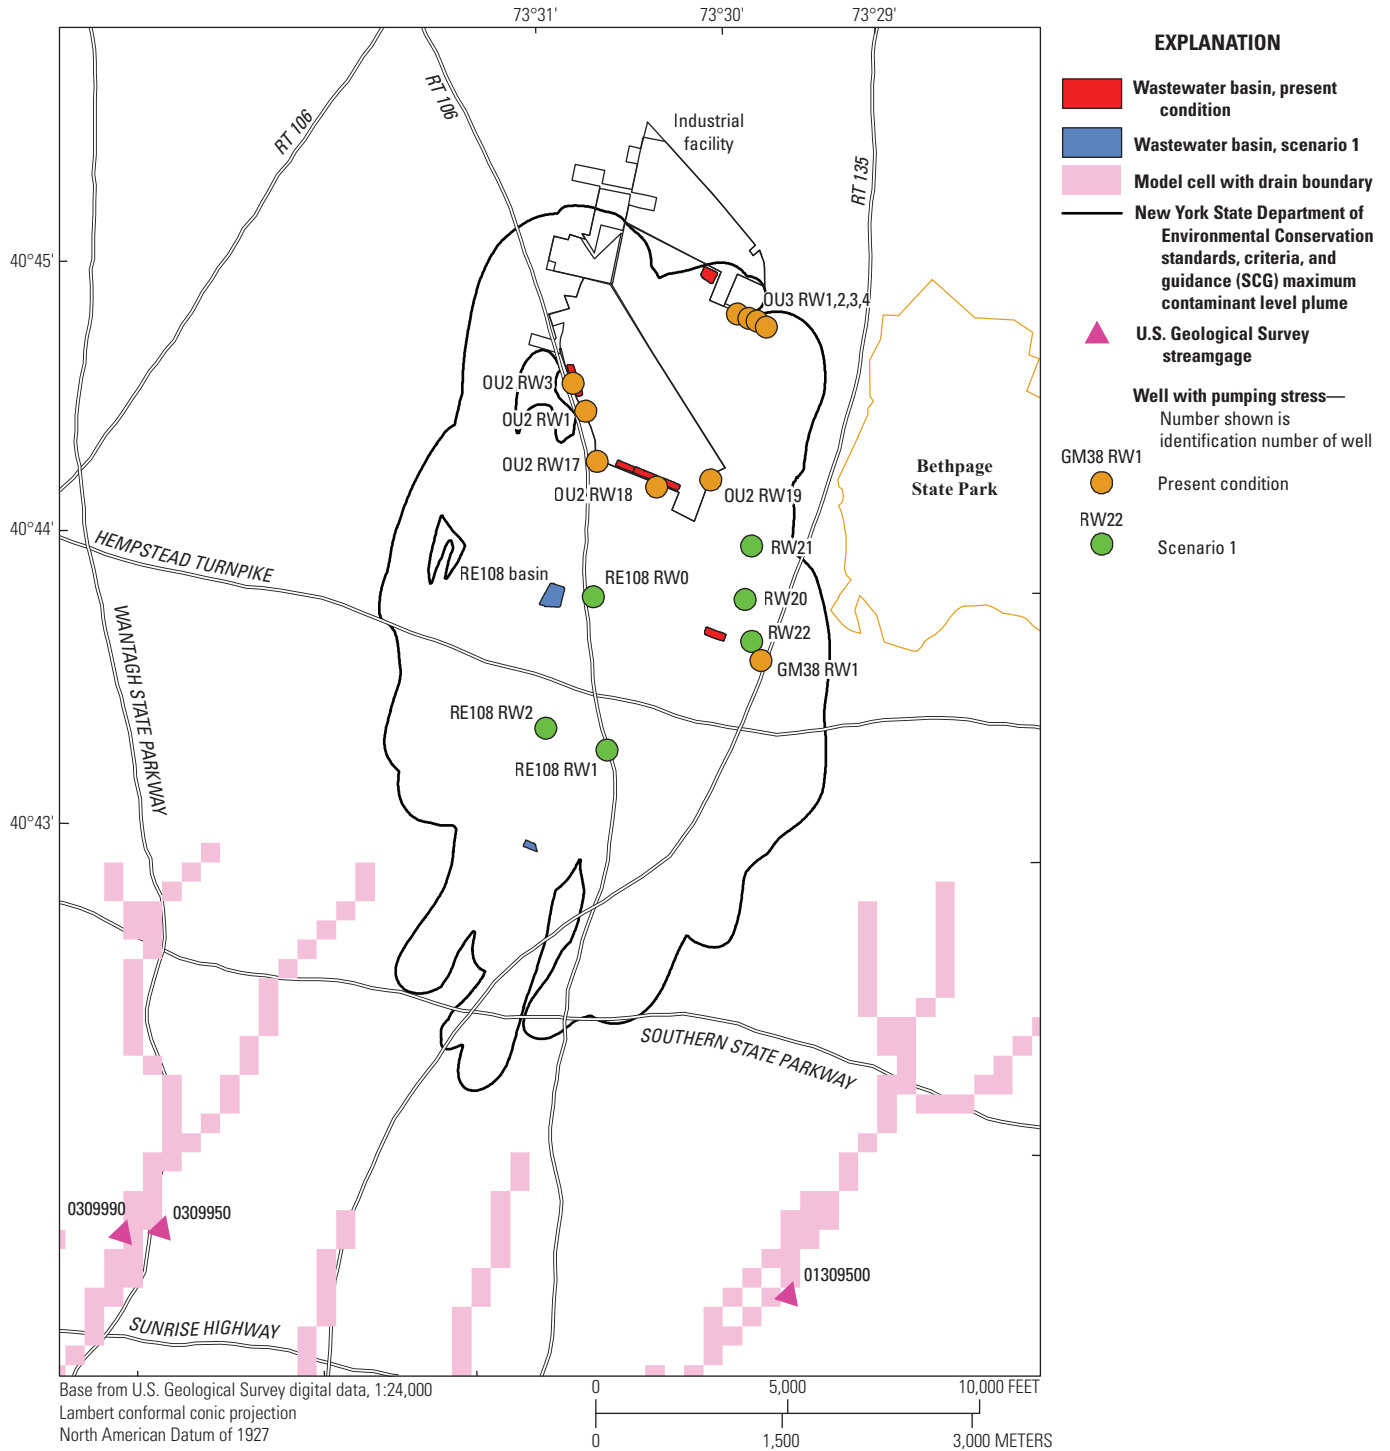 73°31'
73°30'
73°29'
EXPLANATION
Wastewater basin, present
condition
Wastewater basin, scenario 1
Model cell with drain boundary
New York State Department of
Environmental Conservation
standards, criteria, and
guidance (SCG) maximum
contaminant level plume
U.S. Geological Survey
streamgage
Well with pumping stress—
Number shown is
identification number of well
GM38 RW1
Present condition
RW22
Scenario 1
RT 106
RT 106
RT 135
Industrial
facility
40°45'
OU3 RW1,2,3,4
OU2 RW3
OU2 RW1
OU2 RW17
OU2 RW18
OU2 RW19
Bethpage
State Park
40°44'
HEMPSTEAD TURNPIKE
RW21
RE108 basin
RE108 RW0
RW20
RW22
GM38 RW1
WANTAGH STATE PARKWAY
RE108 RW2
RE108 RW1
40°43'
SOUTHERN STATE PARKWAY
0309990
0309950
01309500
SUNRISE HIGHWAY
Base from U.S. Geological Survey digital data, 1:24,000
Lambert conformal conic projection
North American Datum of 1927
0 5,000 10,000 FEET
0 1,500 3,000 METERS